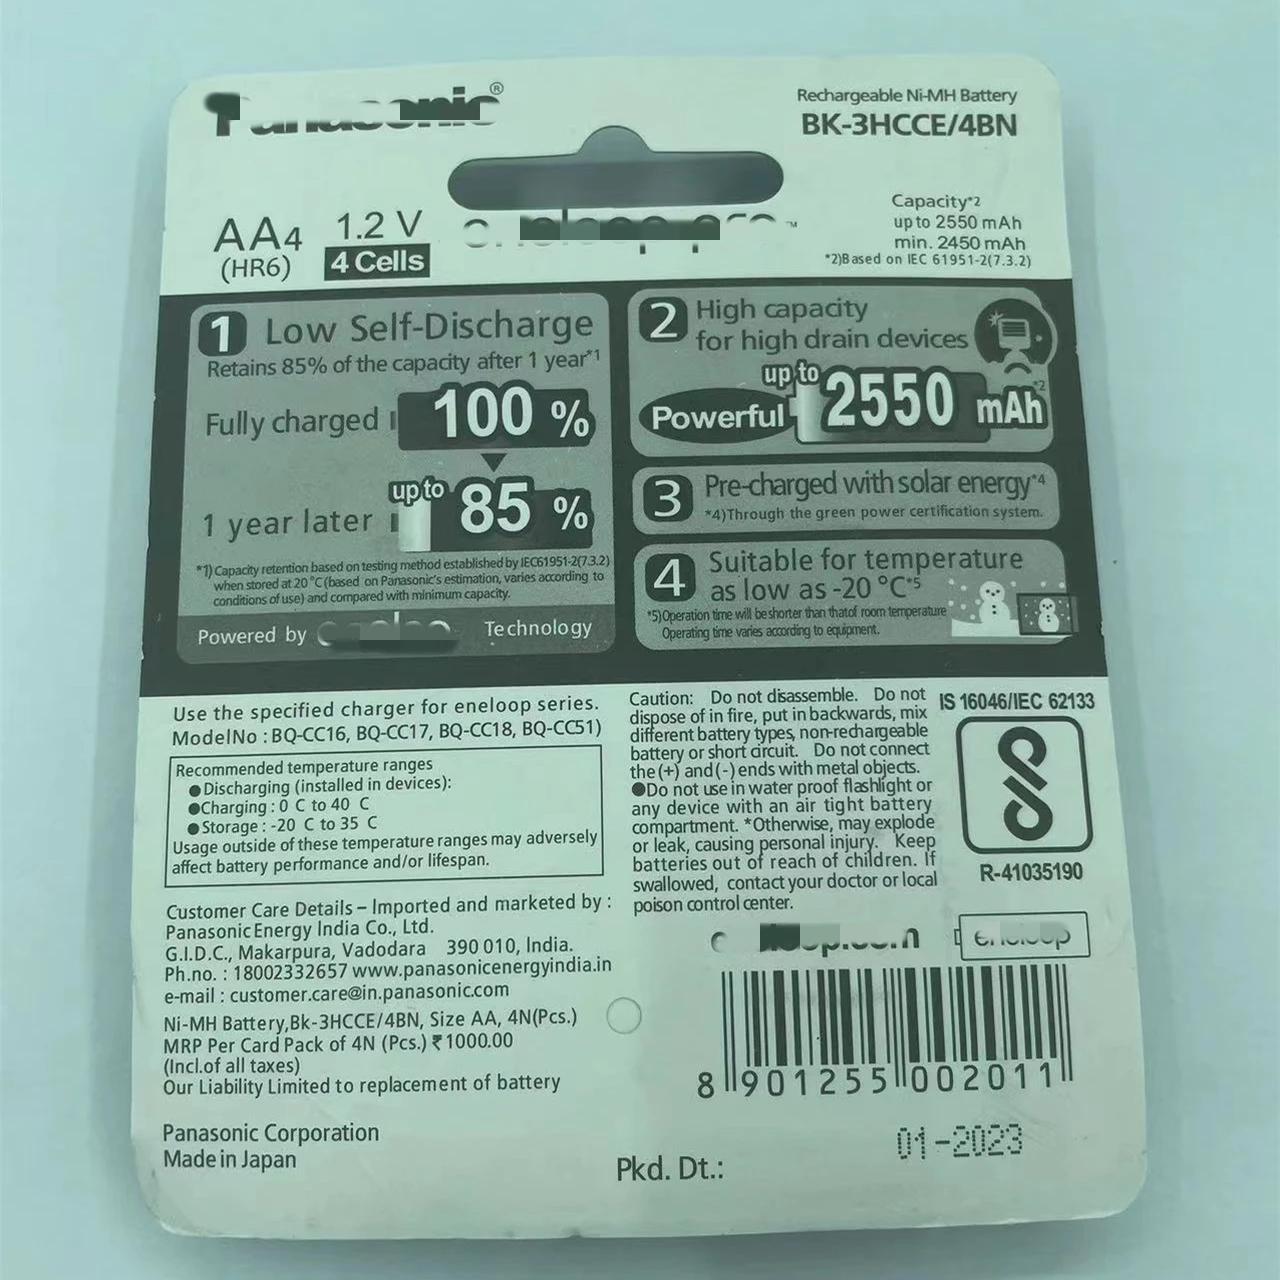 Panasonic®
Rechargeable Ni-MH Battery
BK-3HCCE/4BN
AA4
(HR6)
1.2 V
4 Cells
Capacity*2
up to 2550 mAh
min. 2450 mAh
*2)Based on IEC 61951-2(7.3.2)
1 Low Self-Discharge
Retains 85% of the capacity after 1 year*1
Fully charged 100 %
1 year later up to 85 %
*1) Capacity retention based on testing method established by IEC61951-2(7.3.2)
when stored at 20 °C (based on Panasonic's estimation, varies according to
conditions of use) and compared with minimum capacity.
Powered by Technology
2 High capacity
for high drain devices
Powerful up to 2550 mAh*2
3 Pre-charged with solar energy*4
*4)Through the green power certification system.
4 Suitable for temperature
as low as -20 °C*5
*5)Operation time will be shorter than that of room temperature
Operating time varies according to equipment.
Use the specified charger for eneloop series.
ModelNo : BQ-CC16, BQ-CC17, BQ-CC18, BQ-CC51)
Recommended temperature ranges
● Discharging (installed in devices):
●Charging : 0 C to 40 C
● Storage : -20 C to 35 C
Usage outside of these temperature ranges may adversely
affect battery performance and/or lifespan.
Customer Care Details – Imported and marketed by :
Panasonic Energy India Co., Ltd.
G.I.D.C., Makarpura, Vadodara 390 010, India.
Ph.no. : 18002332657 www.panasonicenergyindia.in
e-mail : customer.care@in.panasonic.com
Ni-MH Battery,Bk-3HCCE/4BN, Size AA, 4N(Pcs.)
MRP Per Card Pack of 4N (Pcs.) ₹1000.00
(Incl.of all taxes)
Our Liability Limited to replacement of battery
Panasonic Corporation
Made in Japan
Caution: Do not disassemble. Do not
dispose of in fire, put in backwards, mix
different battery types, non-rechargeable
battery or short circuit. Do not connect
the (+) and (-) ends with metal objects.
●Do not use in water proof flashlight or
any device with an air tight battery
compartment. *Otherwise, may explode
or leak, causing personal injury. Keep
batteries out of reach of children. If
swallowed, contact your doctor or local
poison control center.
IS 16046/IEC 62133
R-41035190
eneloop
8 901255 002011
Pkd. Dt.:
01-2023